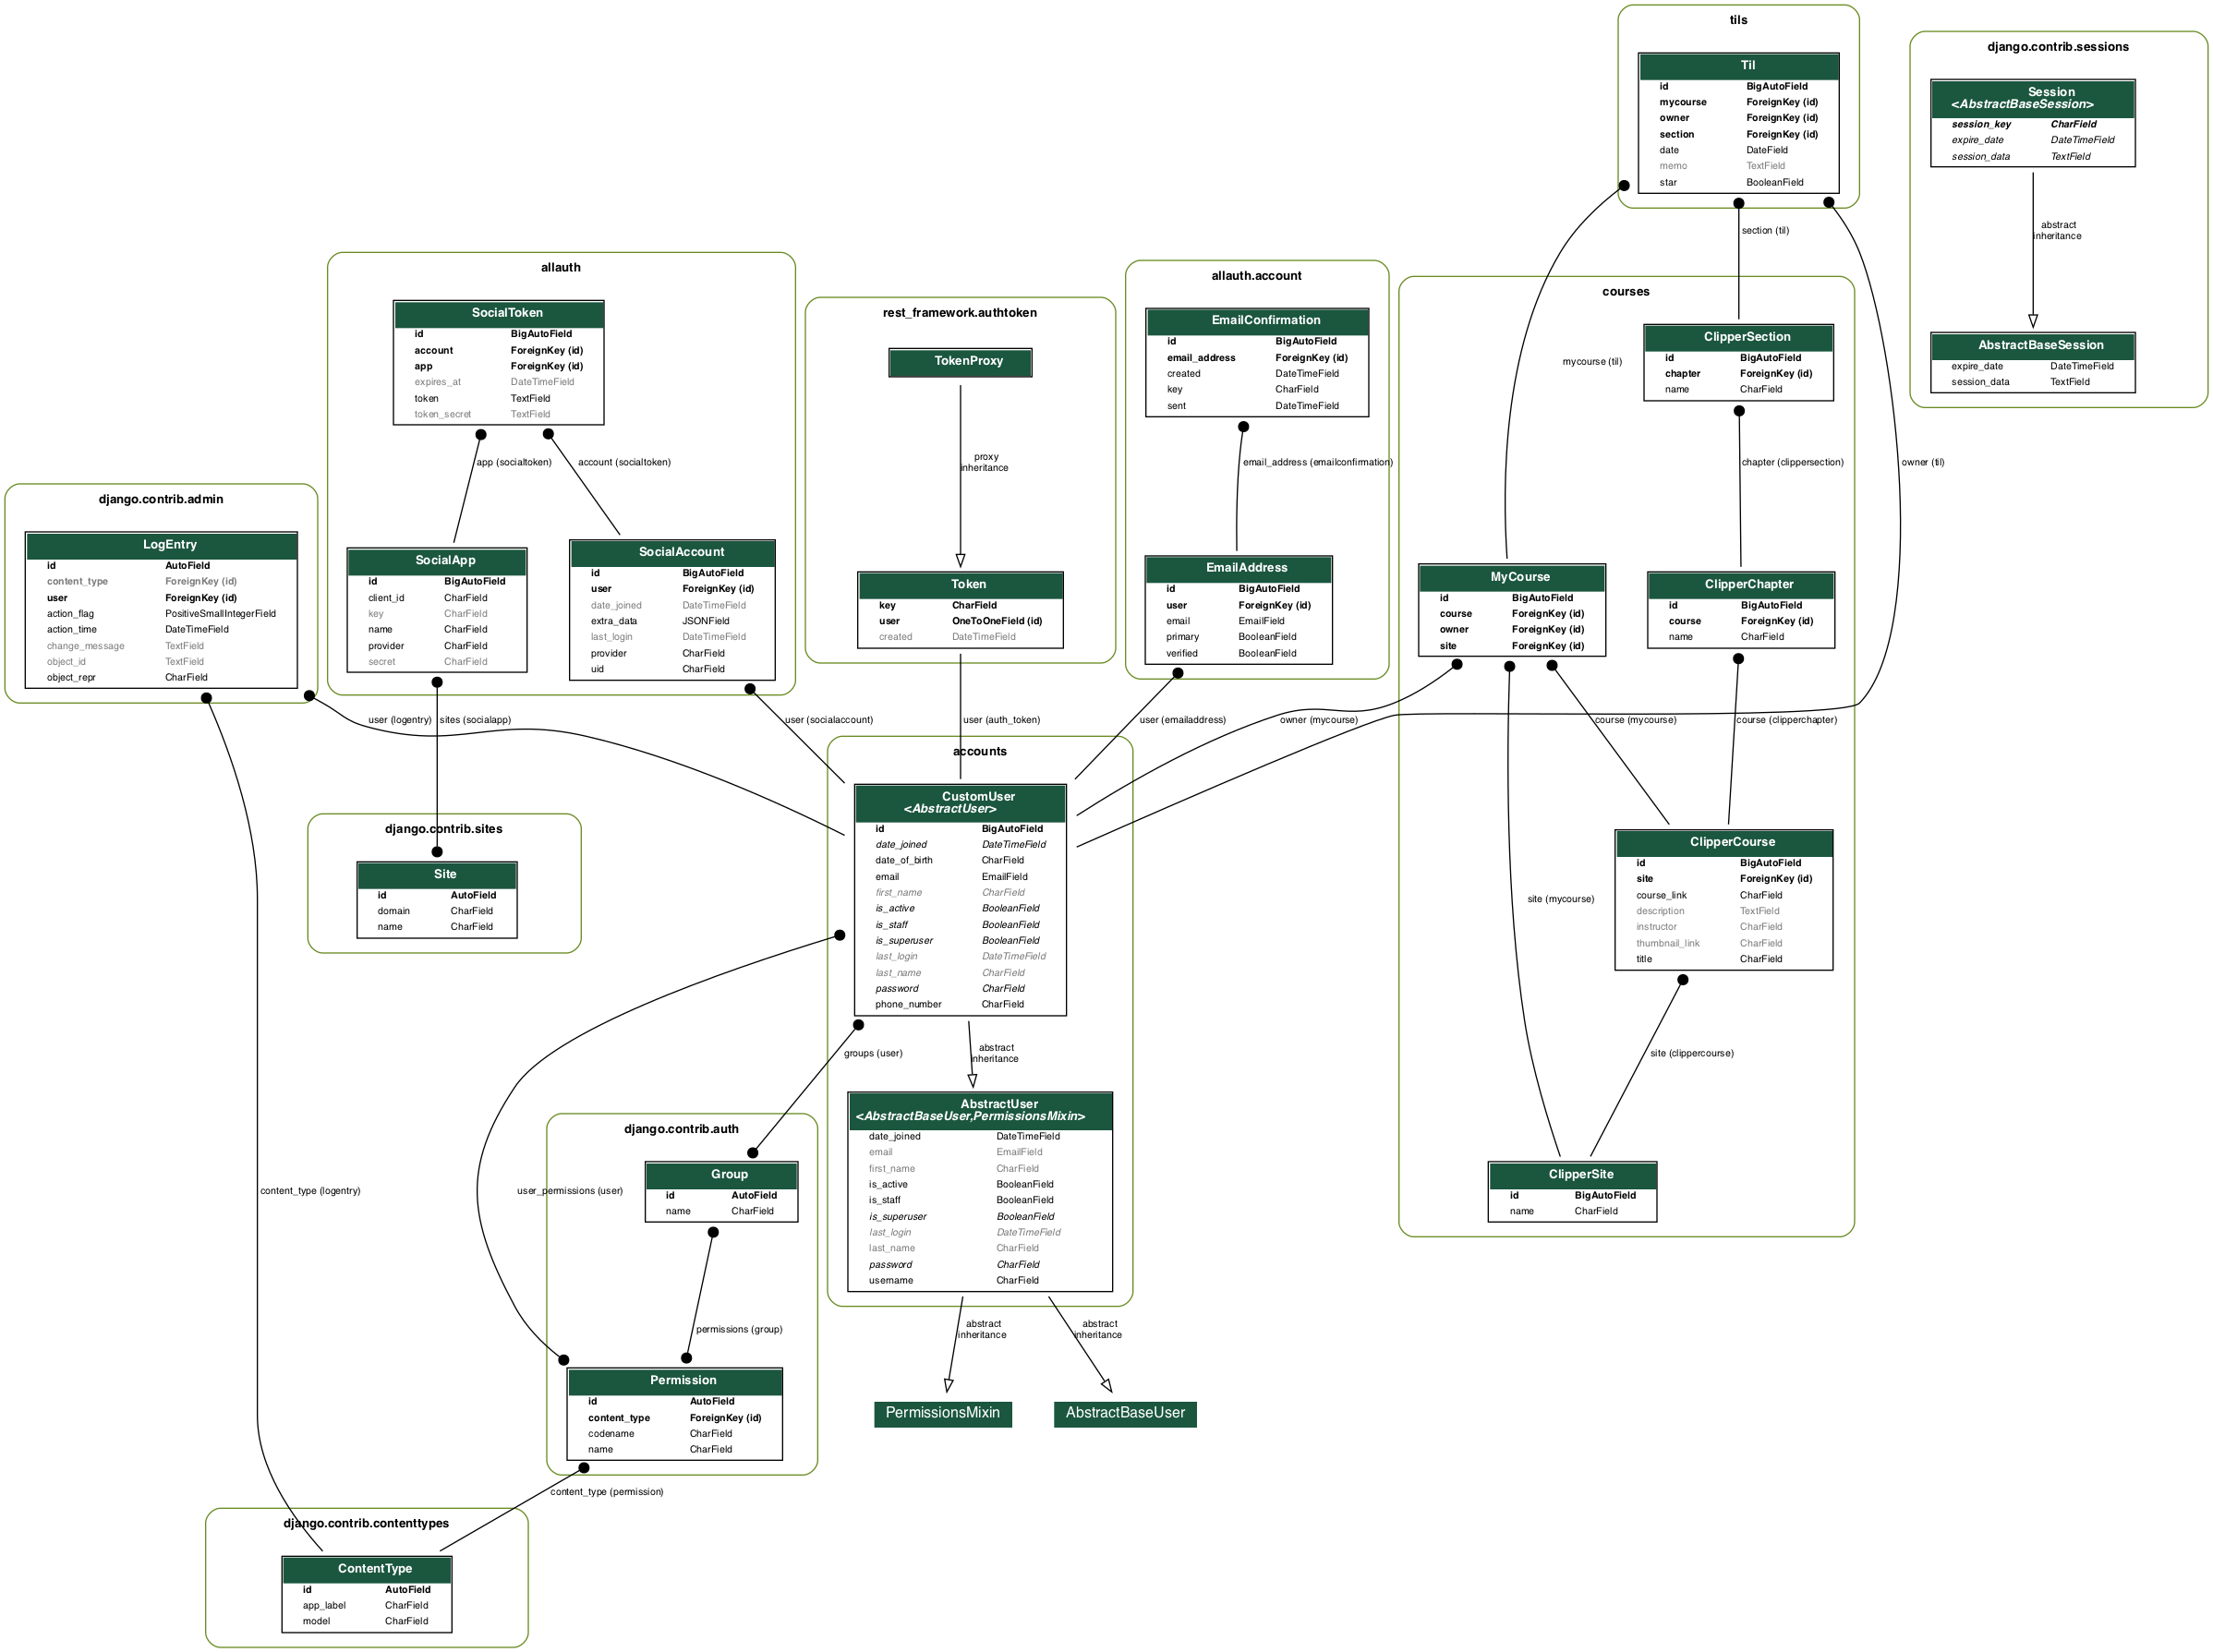 tils
Til
id BigAutoField
mycourse ForeignKey (id)
owner ForeignKey (id)
section ForeignKey (id)
date DateField
memo TextField
star BooleanField
django.contrib.sessions
Session
<AbstractBaseSession>
session_key CharField
expire_date DateTimeField
session_data TextField
abstract
inheritance
AbstractBaseSession
expire_date DateTimeField
session_data TextField
section (til)
mycourse (til)
owner (til)
allauth
SocialToken
id BigAutoField
account ForeignKey (id)
app ForeignKey (id)
expires_at DateTimeField
token TextField
token_secret TextField
app (socialtoken)
account (socialtoken)
SocialApp
id BigAutoField
client_id CharField
key CharField
name CharField
provider CharField
secret CharField
SocialAccount
id BigAutoField
user ForeignKey (id)
date_joined DateTimeField
extra_data JSONField
last_login DateTimeField
provider CharField
uid CharField
rest_framework.authtoken
TokenProxy
proxy
inheritance
Token
key CharField
user OneToOneField (id)
created DateTimeField
allauth.account
EmailConfirmation
id BigAutoField
email_address ForeignKey (id)
created DateTimeField
key CharField
sent DateTimeField
email_address (emailconfirmation)
EmailAddress
id BigAutoField
user ForeignKey (id)
email EmailField
primary BooleanField
verified BooleanField
courses
ClipperSection
id BigAutoField
chapter ForeignKey (id)
name CharField
chapter (clippersection)
MyCourse
id BigAutoField
course ForeignKey (id)
owner ForeignKey (id)
site ForeignKey (id)
ClipperChapter
id BigAutoField
course ForeignKey (id)
name CharField
course (mycourse)
course (clipperchapter)
ClipperCourse
id BigAutoField
site ForeignKey (id)
course_link CharField
description TextField
instructor CharField
thumbnail_link CharField
title CharField
site (mycourse)
site (clippercourse)
ClipperSite
id BigAutoField
name CharField
django.contrib.admin
LogEntry
id AutoField
content_type ForeignKey (id)
user ForeignKey (id)
action_flag PositiveSmallIntegerField
action_time DateTimeField
change_message TextField
object_id TextField
object_repr CharField
user (logentry)
sites (socialapp)
user (socialaccount)
user (auth_token)
user (emailaddress)
owner (mycourse)
django.contrib.sites
Site
id AutoField
domain CharField
name CharField
accounts
CustomUser
<AbstractUser>
id BigAutoField
date_joined DateTimeField
date_of_birth CharField
email EmailField
first_name CharField
is_active BooleanField
is_staff BooleanField
is_superuser BooleanField
last_login DateTimeField
last_name CharField
password CharField
phone_number CharField
groups (user)
abstract
inheritance
AbstractUser
<AbstractBaseUser,PermissionsMixin>
date_joined DateTimeField
email EmailField
first_name CharField
is_active BooleanField
is_staff BooleanField
is_superuser BooleanField
last_login DateTimeField
last_name CharField
password CharField
username CharField
abstract
inheritance
abstract
inheritance
PermissionsMixin
AbstractBaseUser
django.contrib.auth
Group
id AutoField
name CharField
user_permissions (user)
permissions (group)
Permission
id AutoField
content_type ForeignKey (id)
codename CharField
name CharField
content_type (logentry)
content_type (permission)
django.contrib.contenttypes
ContentType
id AutoField
app_label CharField
model CharField